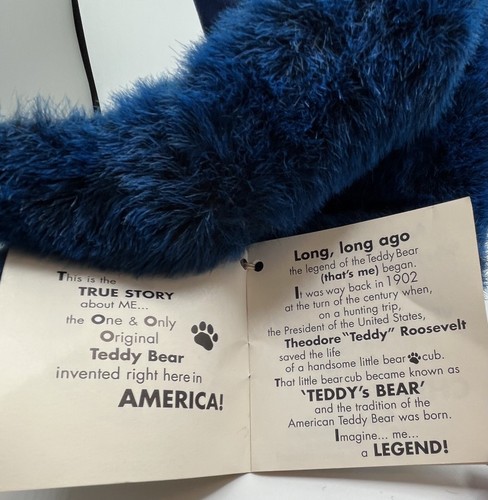 This is the
TRUE STORY
about ME...
the One & Only
Original
Teddy Bear
invented right here in
AMERICA!
Long, long ago
the legend of the Teddy Bear
(that's me) began.
It was way back in 1902
at the turn of the century when,
on a hunting trip,
the President of the United States,
Theodore "Teddy" Roosevelt
saved the life
of a handsome little bear cub.
That little bear cub became known as
'TEDDY's BEAR'
and the tradition of the
American Teddy Bear was born.
Imagine... me...
a LEGEND!